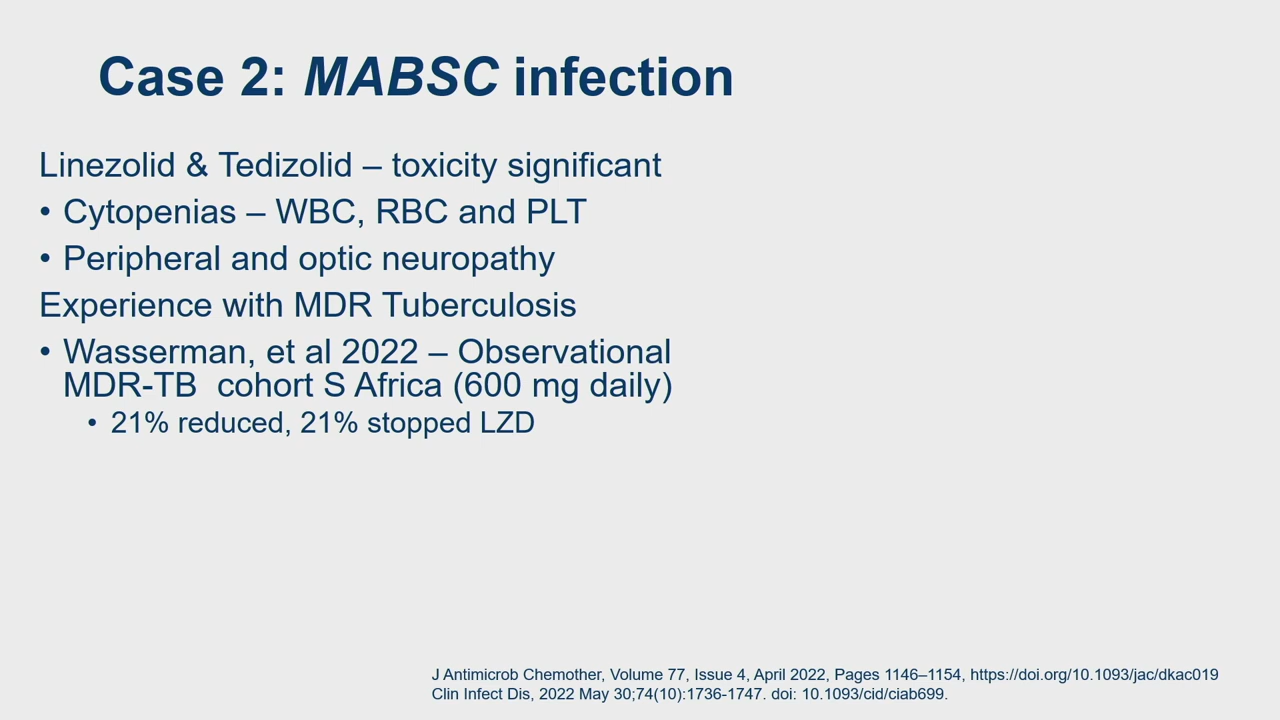 Case 2: MABSC infection
Linezolid & Tedizolid – toxicity significant
• Cytopenias – WBC, RBC and PLT
• Peripheral and optic neuropathy
Experience with MDR Tuberculosis
• Wasserman, et al 2022 – Observational
MDR-TB  cohort S Africa (600 mg daily)
• 21% reduced, 21% stopped LZD
J Antimicrob Chemother, Volume 77, Issue 4, April 2022, Pages 1146–1154, https://doi.org/10.1093/jac/dkac019
Clin Infect Dis, 2022 May 30;74(10):1736-1747. doi: 10.1093/cid/ciab699.